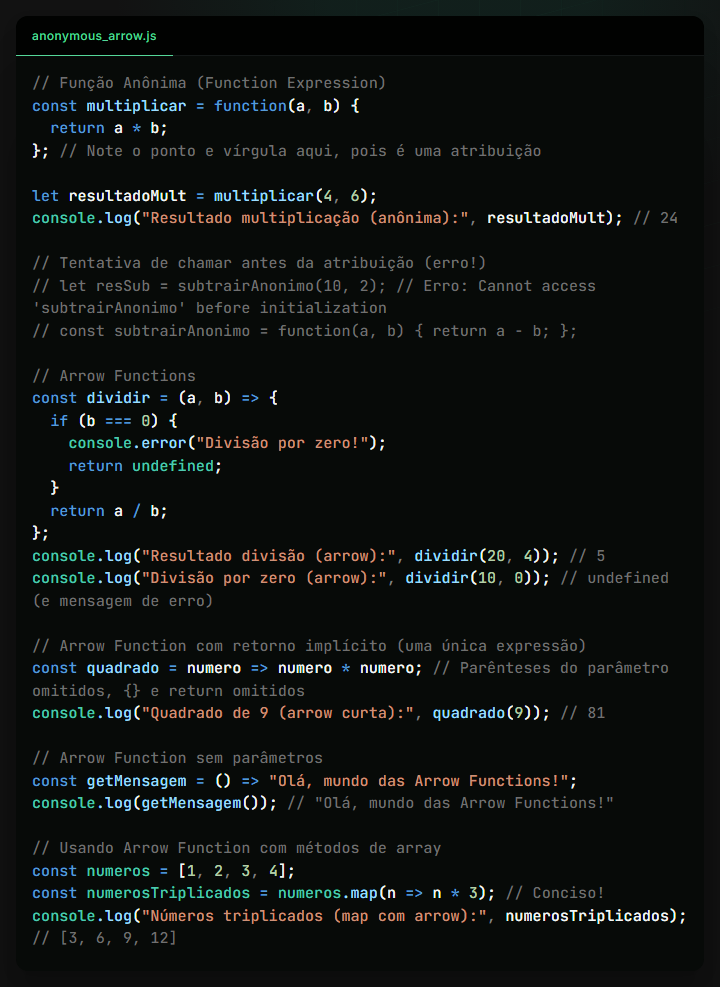 anonymous_arrow.js
// Função Anônima (Function Expression)
const multiplicar = function(a, b) {
  return a * b;
}; // Note o ponto e vírgula aqui, pois é uma atribuição

let resultadoMult = multiplicar(4, 6);
console.log("Resultado multiplicação (anônima):", resultadoMult); // 24

// Tentativa de chamar antes da atribuição (erro!)
// let resSub = subtrairAnonimo(10, 2); // Erro: Cannot access
'subtrairAnonimo' before initialization
// const subtrairAnonimo = function(a, b) { return a - b; };

// Arrow Functions
const dividir = (a, b) => {
  if (b === 0) {
    console.error("Divisão por zero!");
    return undefined;
  }
  return a / b;
};
console.log("Resultado divisão (arrow):", dividir(20, 4)); // 5
console.log("Divisão por zero (arrow):", dividir(10, 0)); // undefined
(e mensagem de erro)

// Arrow Function com retorno implícito (uma única expressão)
const quadrado = numero => numero * numero; // Parênteses do parâmetro
omitidos, {} e return omitidos
console.log("Quadrado de 9 (arrow curta):", quadrado(9)); // 81

// Arrow Function sem parâmetros
const getMensagem = () => "Olá, mundo das Arrow Functions!";
console.log(getMensagem()); // "Olá, mundo das Arrow Functions!"

// Usando Arrow Function com métodos de array
const numeros = [1, 2, 3, 4];
const numerosTriplicados = numeros.map(n => n * 3); // Conciso!
console.log("Números triplicados (map com arrow):", numerosTriplicados);
// [3, 6, 9, 12]